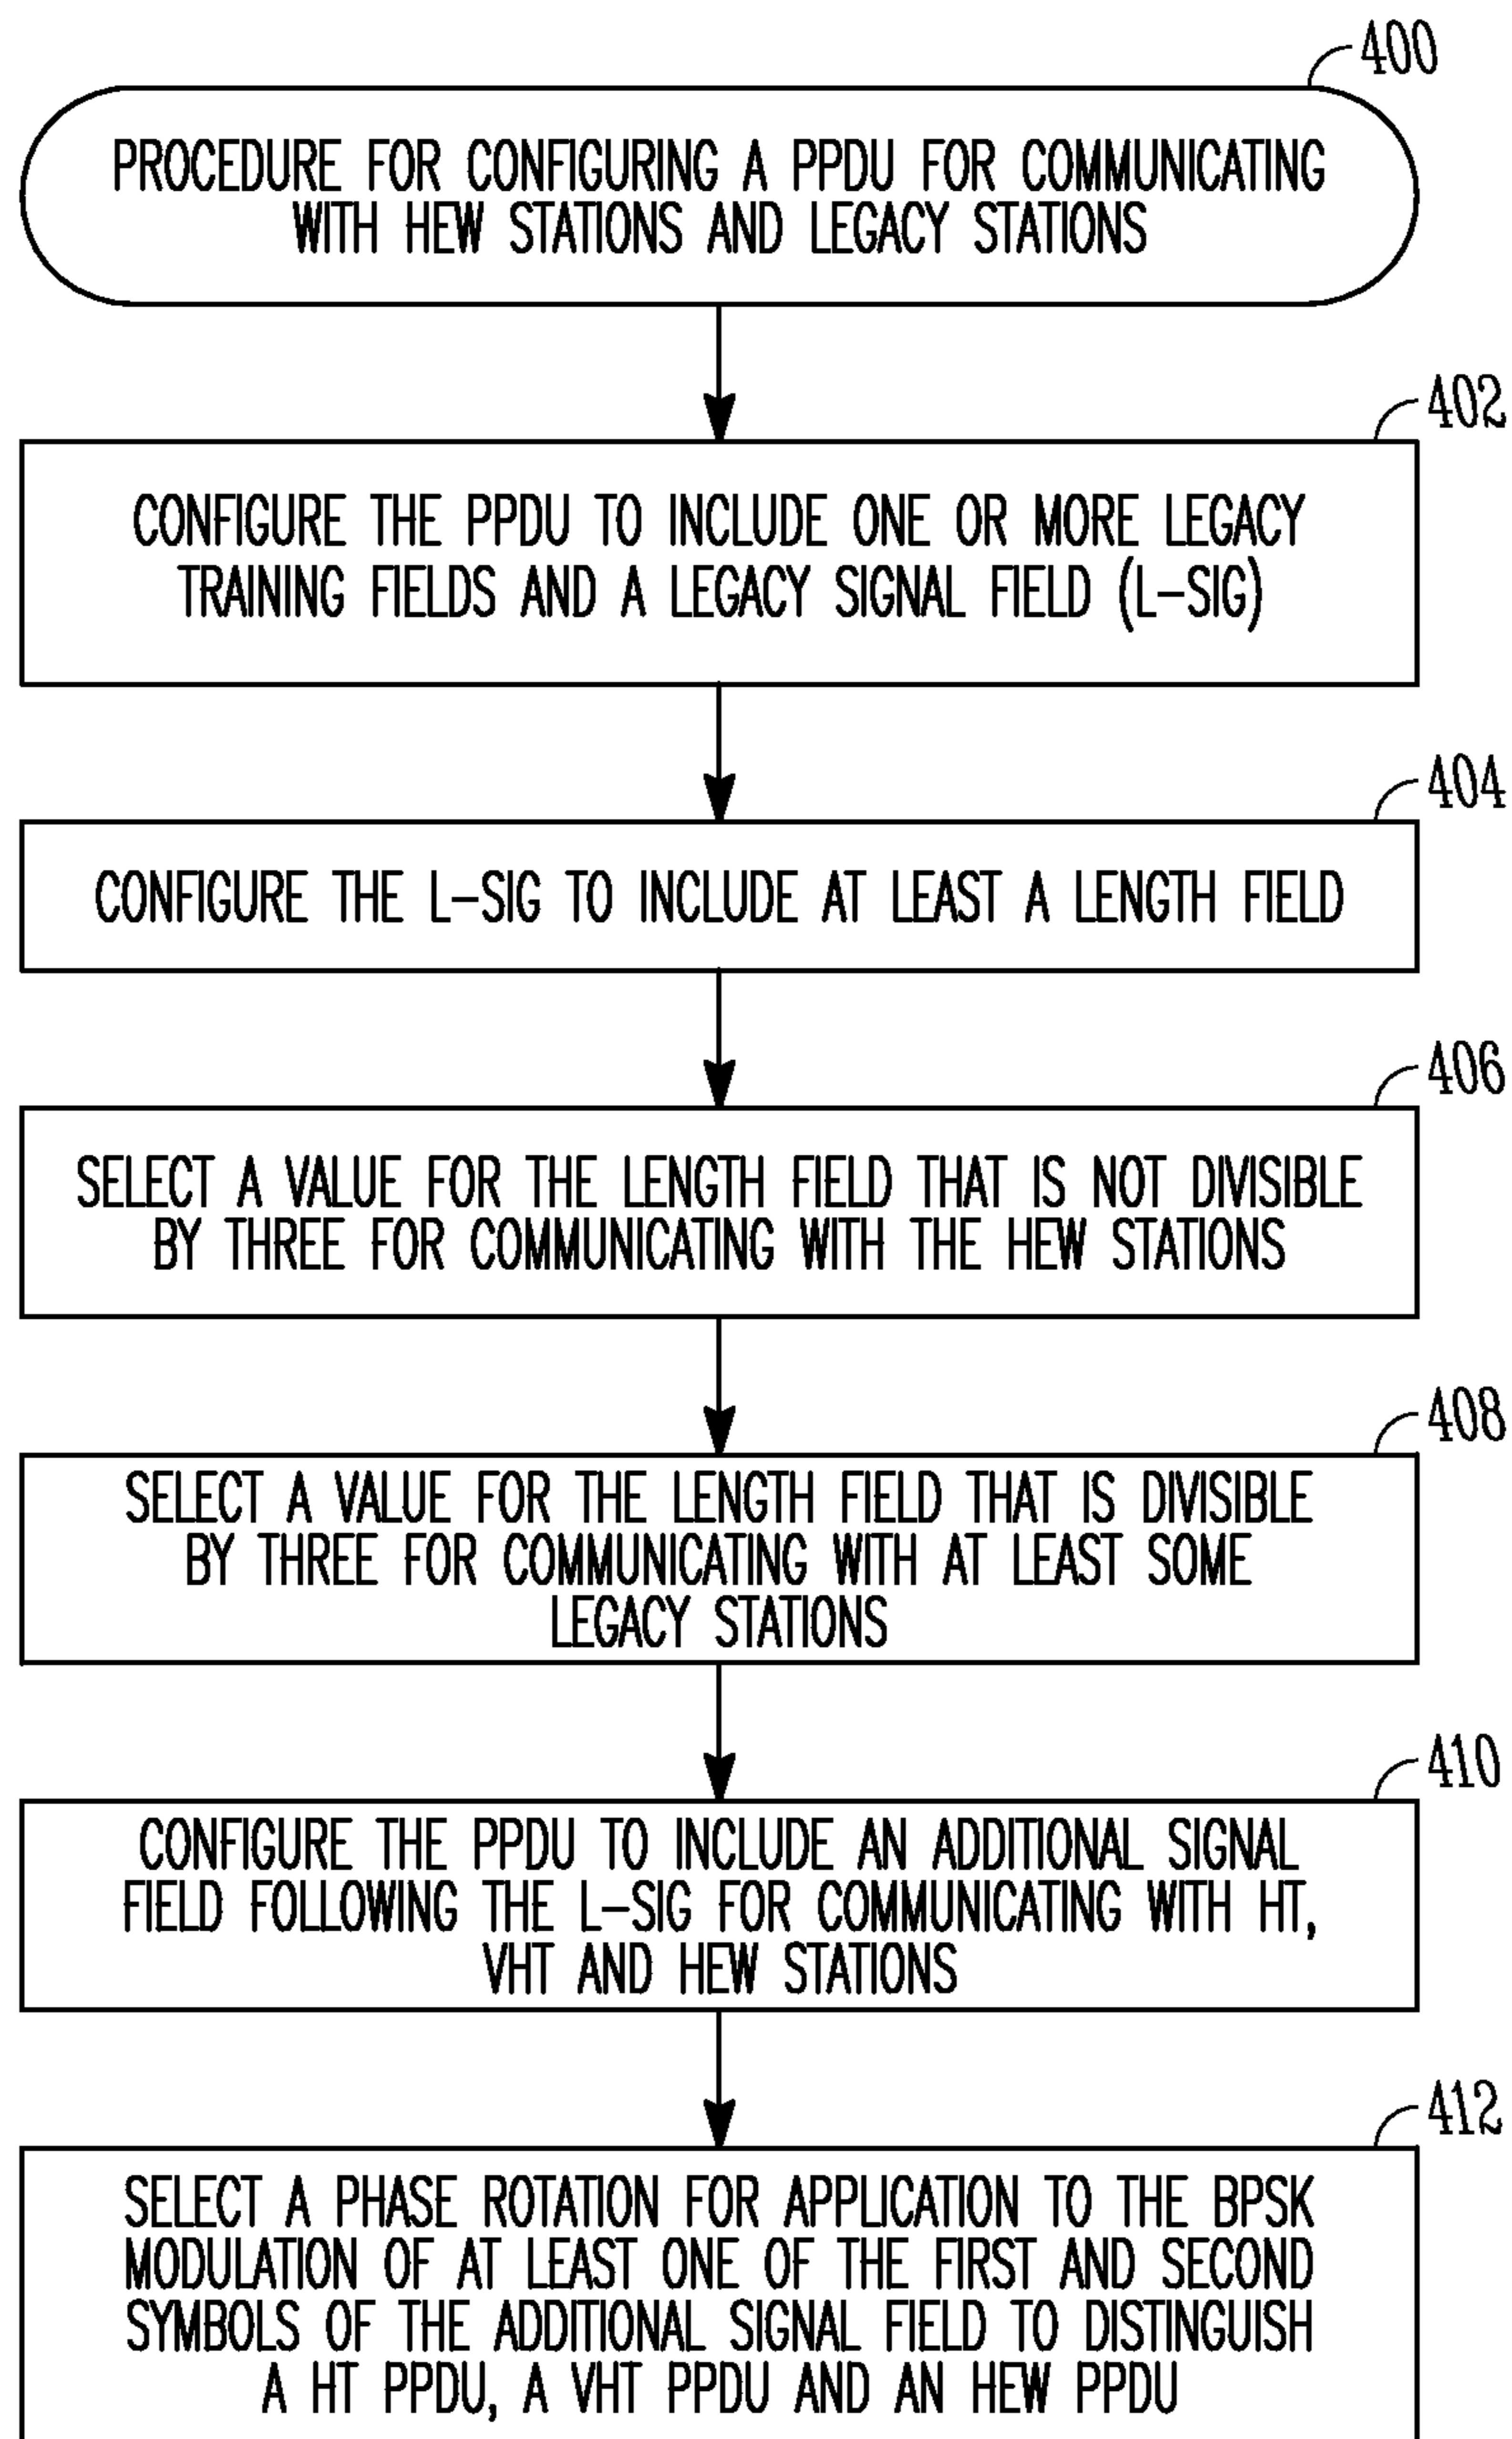 400
PROCEDURE FOR CONFIGURING A PPDU FOR COMMUNICATING
WITH HEW STATIONS AND LEGACY STATIONS
402
CONFIGURE THE PPDU TO INCLUDE ONE OR MORE LEGACY
TRAINING FIELDS AND A LEGACY SIGNAL FIELD (L-SIG)
404
CONFIGURE THE L-SIG TO INCLUDE AT LEAST A LENGTH FIELD
406
SELECT A VALUE FOR THE LENGTH FIELD THAT IS NOT DIVISIBLE
BY THREE FOR COMMUNICATING WITH THE HEW STATIONS
408
SELECT A VALUE FOR THE LENGTH FIELD THAT IS DIVISIBLE
BY THREE FOR COMMUNICATING WITH AT LEAST SOME
LEGACY STATIONS
410
CONFIGURE THE PPDU TO INCLUDE AN ADDITIONAL SIGNAL
FIELD FOLLOWING THE L-SIG FOR COMMUNICATING WITH HT,
VHT AND HEW STATIONS
412
SELECT A PHASE ROTATION FOR APPLICATION TO THE BPSK
MODULATION OF AT LEAST ONE OF THE FIRST AND SECOND
SYMBOLS OF THE ADDITIONAL SIGNAL FIELD TO DISTINGUISH
A HT PPDU, A VHT PPDU AND AN HEW PPDU